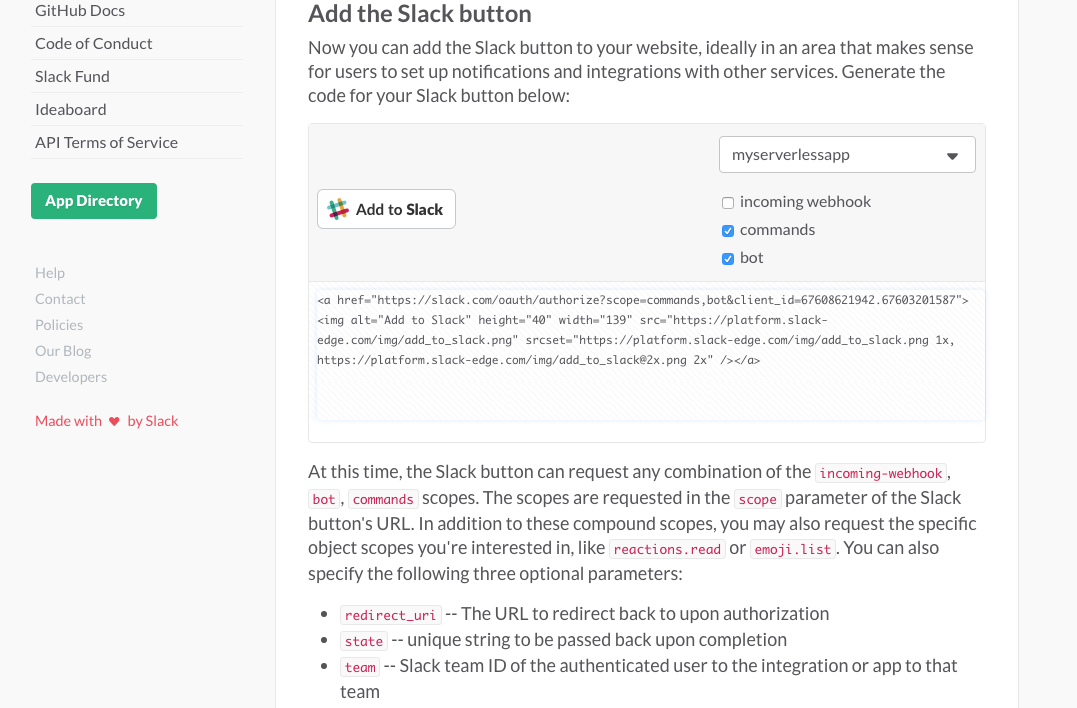 GitHub Docs
Code of Conduct
Slack Fund
Ideaboard
API Terms of Service
App Directory
Help
Contact
Policies
Our Blog
Developers
Made with ♥ by Slack
Add the Slack button
Now you can add the Slack button to your website, ideally in an area that makes sense
for users to set up notifications and integrations with other services. Generate the
code for your Slack button below:
myserverlessapp
Add to Slack
incoming webhook
commands
bot
<a href="https://slack.com/oauth/authorize?scope=commands,bot&client_id=67608621942.67603201587">
<img alt="Add to Slack" height="40" width="139" src="https://platform.slack-
edge.com/img/add_to_slack.png" srcset="https://platform.slack-edge.com/img/add_to_slack.png 1x,
https://platform.slack-edge.com/img/add_to_slack@2x.png 2x" /></a>
At this time, the Slack button can request any combination of the incoming-webhook,
bot, commands scopes. The scopes are requested in the scope parameter of the Slack
button's URL. In addition to these compound scopes, you may also request the specific
object scopes you're interested in, like reactions.read or emoji.list. You can also
specify the following three optional parameters:
• redirect_uri -- The URL to redirect back to upon authorization
• state -- unique string to be passed back upon completion
• team -- Slack team ID of the authenticated user to the integration or app to that
team